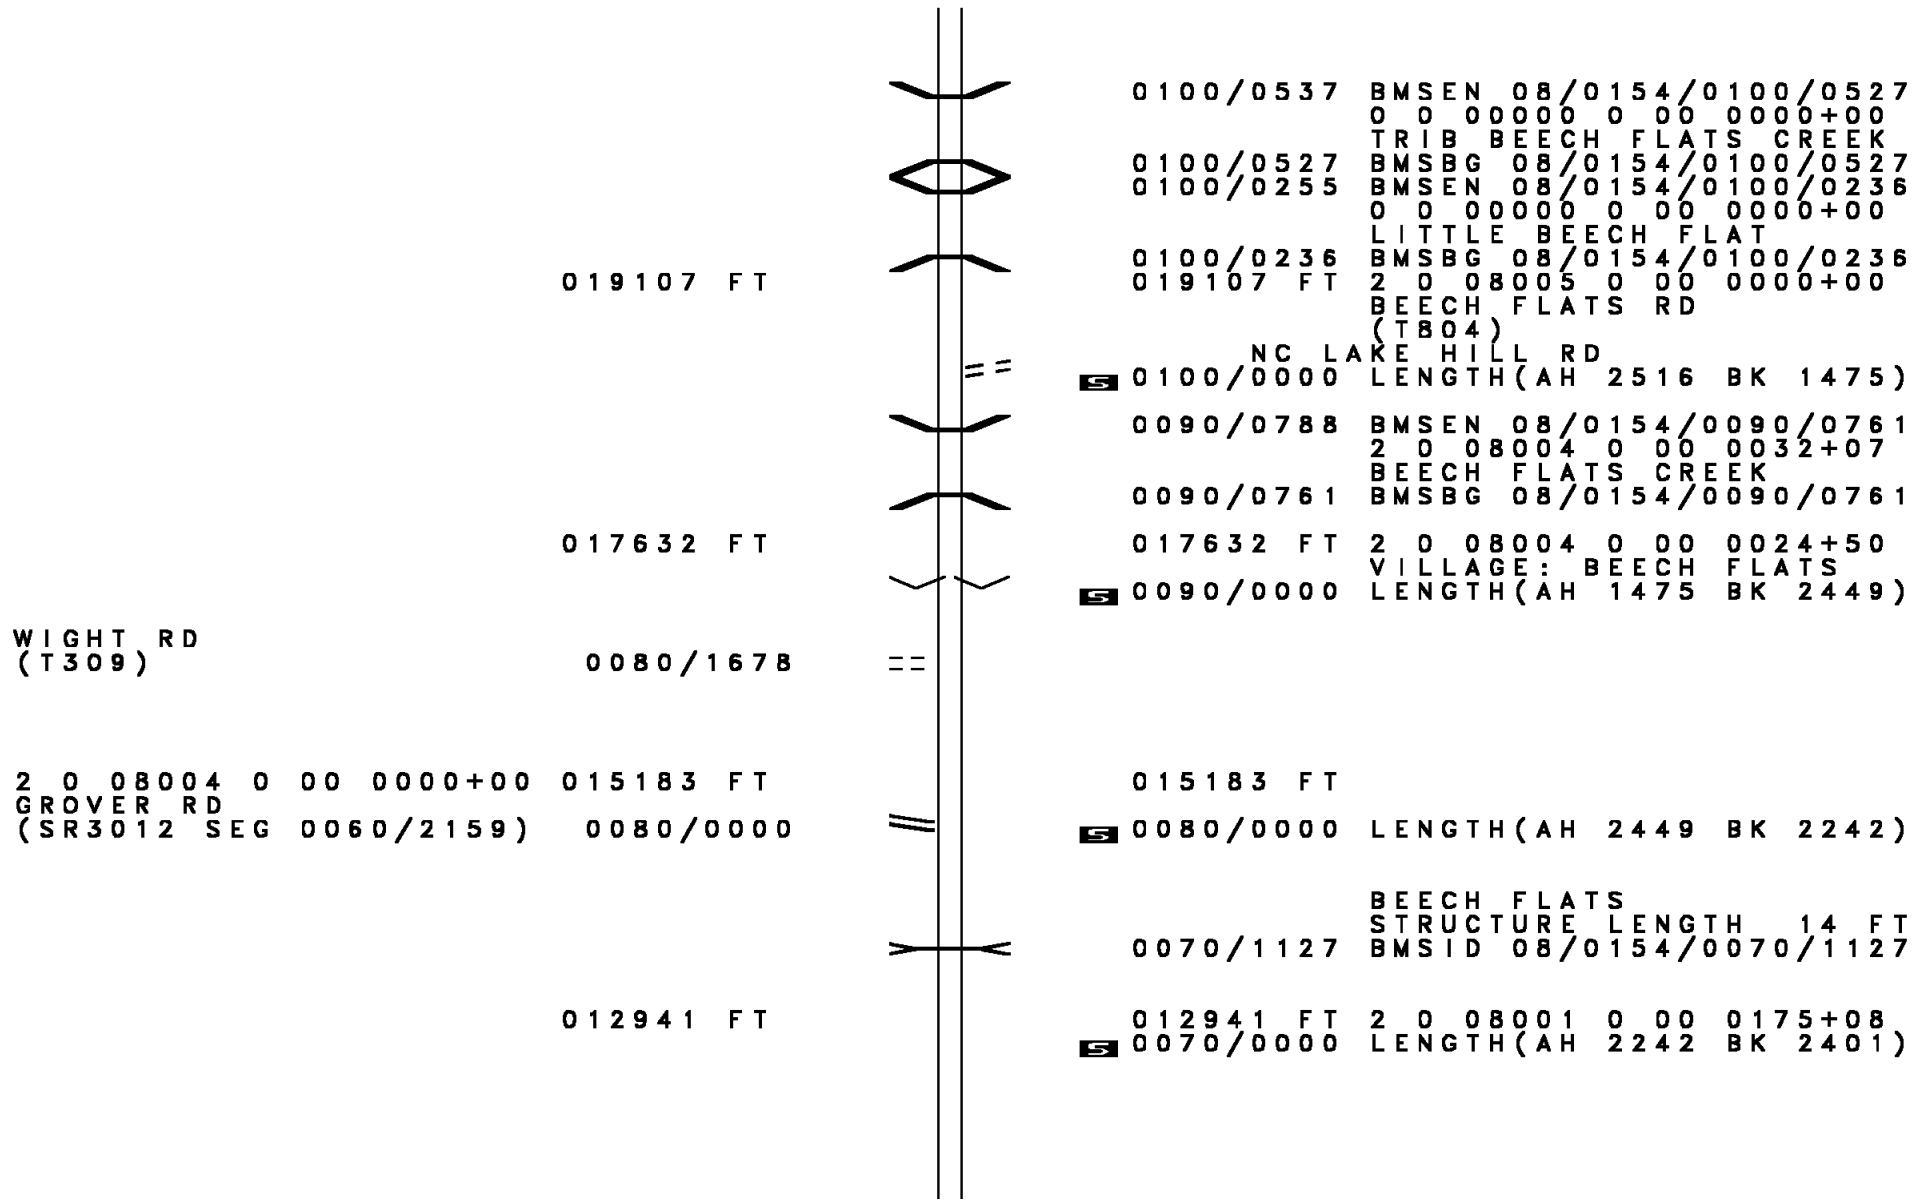 0100/0537 BMSEN 08/0154/0100/0527
0 0 00000 0 00 0000+00
TRIB BEECH FLATS CREEK
0100/0527 BMSBG 08/0154/0100/0527
0100/0255 BMSEN 08/0154/0100/0236
0 0 00000 0 00 0000+00
LITTLE BEECH FLAT
0100/0236 BMSBG 08/0154/0100/0236
019107 FT 019107 FT 2 0 08005 0 00 0000+00
BEECH FLATS RD
(T804)
NC LAKE HILL RD
S 0100/0000 LENGTH(AH 2516 BK 1475)
0090/0788 BMSEN 08/0154/0090/0761
2 0 08004 0 00 0032+07
BEECH FLATS CREEK
0090/0761 BMSBG 08/0154/0090/0761
017632 FT 017632 FT 2 0 08004 0 00 0024+50
VILLAGE: BEECH FLATS
S 0090/0000 LENGTH(AH 1475 BK 2449)
WIGHT RD
(T309) 0080/1678
2 0 08004 0 00 0000+00 015183 FT 015183 FT
GROVER RD
(SR3012 SEG 0060/2159) 0080/0000 S 0080/0000 LENGTH(AH 2449 BK 2242)
BEECH FLATS
STRUCTURE LENGTH 14 FT
0070/1127 BMSID 08/0154/0070/1127
012941 FT 012941 FT 2 0 08001 0 00 0175+08
S 0070/0000 LENGTH(AH 2242 BK 2401)